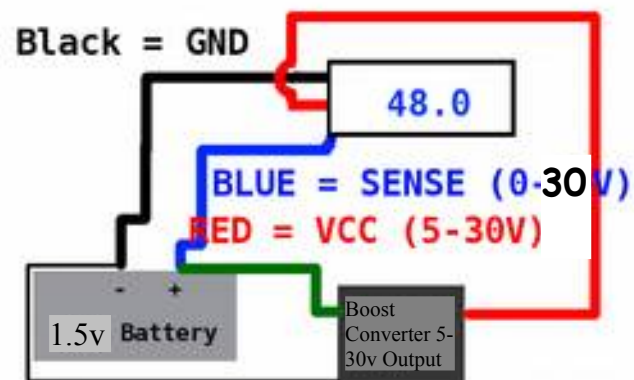 Black = GND
48.0
BLUE = SENSE (0-30V)
RED = VCC (5-30V)
- +
1.5v Battery
Boost
Converter 5-
30v Output